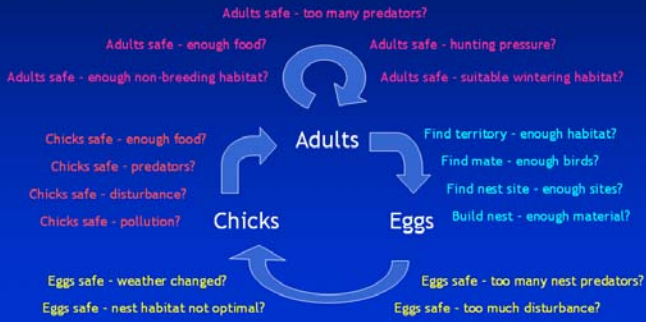 Adults safe - too many predators?
Adults safe - enough food?
Adults safe - hunting pressure?
Adults safe - enough non-breeding habitat?
Adults safe - suitable wintering habitat?
Chicks safe - enough food?
Chicks safe - predators?
Chicks safe - disturbance?
Chicks safe - pollution?
Adults
Find territory - enough habitat?
Find mate - enough birds?
Find nest site - enough sites?
Build nest - enough material?
Chicks
Eggs
Eggs safe - weather changed?
Eggs safe - nest habitat not optimal?
Eggs safe - too many nest predators?
Eggs safe - too much disturbance?